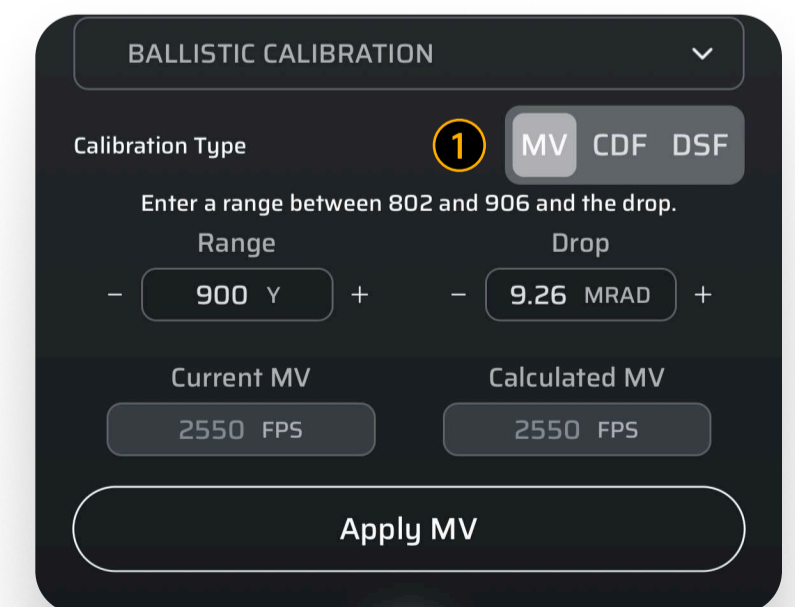 BALLISTIC CALIBRATION
Calibration Type 1 MV CDF DSF
Enter a range between 802 and 906 and the drop.
Range Drop
- 900 Y + - 9.26 MRAD +
Current MV Calculated MV
2550 FPS 2550 FPS
Apply MV